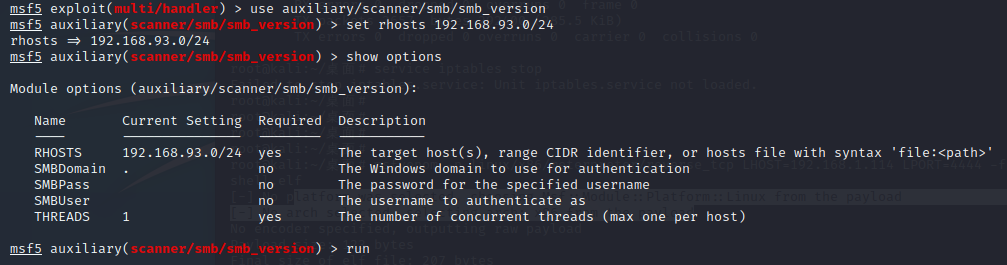 msf5 exploit(multi/handler) > use auxiliary/scanner/smb/smb_version
msf5 auxiliary(scanner/smb/smb_version) > set rhosts 192.168.93.0/24
rhosts => 192.168.93.0/24
msf5 auxiliary(scanner/smb/smb_version) > show options
Module options (auxiliary/scanner/smb/smb_version):
Name Current Setting Required Description
RHOSTS 192.168.93.0/24 yes The target host(s), range CIDR identifier, or hosts file with syntax 'file:<path>'
SMBDomain . no The Windows domain to use for authentication
SMBPass no The password for the specified username
SMBUser no The username to authenticate as
THREADS 1 yes The number of concurrent threads (max one per host)
msf5 auxiliary(scanner/smb/smb_version) > run